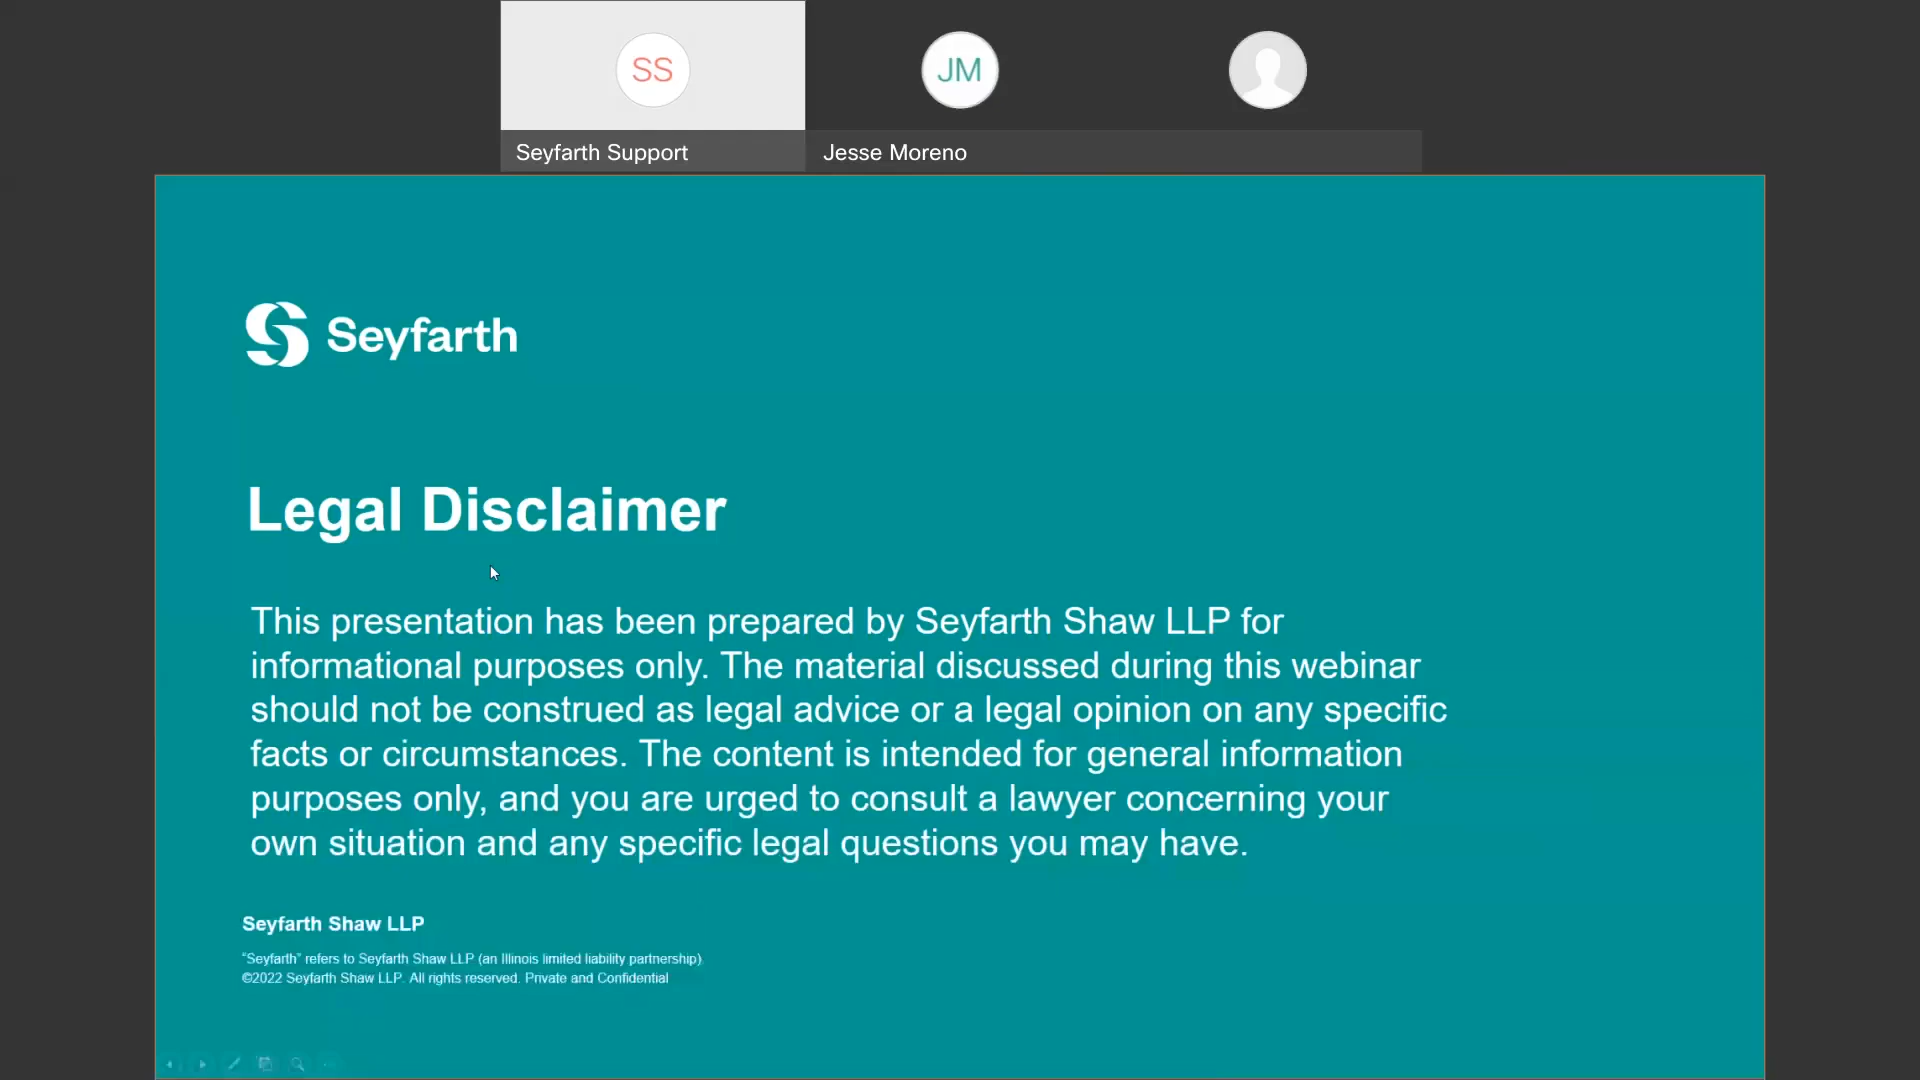 SS
JM
Seyfarth Support
Jesse Moreno
Seyfarth
Legal Disclaimer
This presentation has been prepared by Seyfarth Shaw LLP for
informational purposes only. The material discussed during this webinar
should not be construed as legal advice or a legal opinion on any specific
facts or circumstances. The content is intended for general information
purposes only, and you are urged to consult a lawyer concerning your
own situation and any specific legal questions you may have.
Seyfarth Shaw LLP
“Seyfarth” refers to Seyfarth Shaw LLP (an Illinois limited liability partnership).
©2022 Seyfarth Shaw LLP. All rights reserved. Private and Confidential